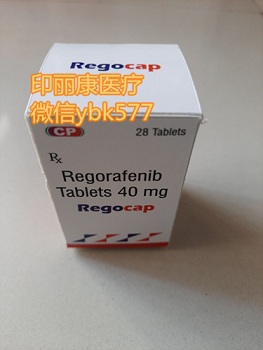 Regocap
印丽康医疗
微信ybk577
CP
28 Tablets
Rx
Regorafenib
Tablets 40 mg
Regocap